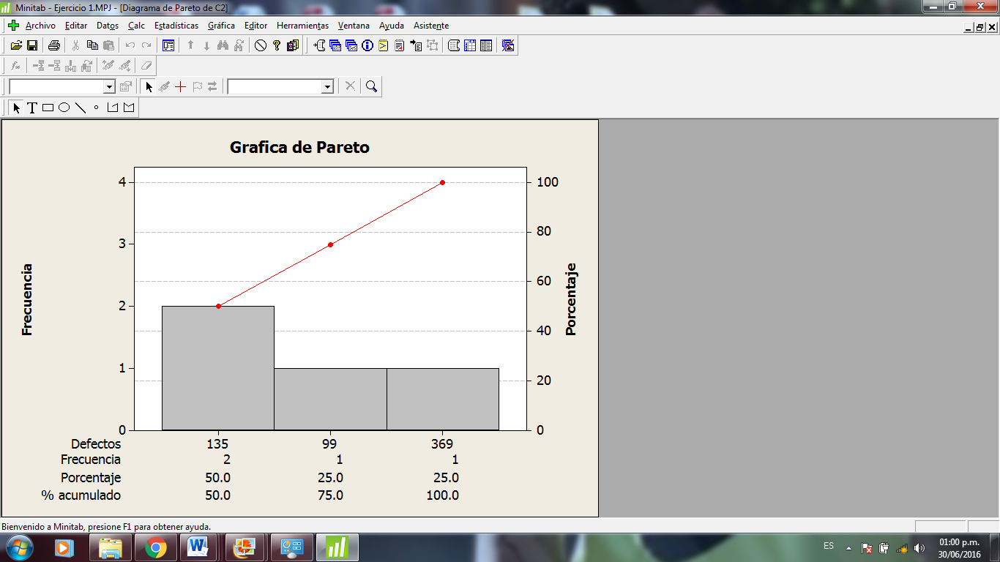 Minitab - Ejercicio 1.MPJ - [Diagrama de Pareto de C2]
Archivo Editar Datos Calc Estadísticas Gráfica Editor Herramientas Ventana Ayuda Asistente
Grafica de Pareto
4 100
80
3
60
Frecuencia
Porcentaje
2
40
1
20
0 0
Defectos 135 99 369
Frecuencia 2 1 1
Porcentaje 50.0 25.0 25.0
% acumulado 50.0 75.0 100.0
Bienvenido a Minitab, presione F1 para obtener ayuda.
ES
01:00 p.m.
30/06/2016